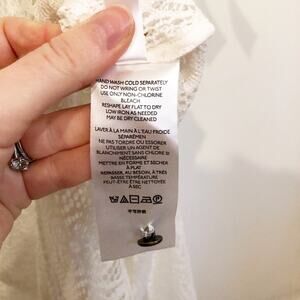 HAND WASH COLD SEPARATELY
DO NOT WRING OR TWIST
USE ONLY NON-CHLORINE
BLEACH
RESHAPE LAY FLAT TO DRY
LOW IRON AS NEEDED
MAY BE DRY CLEANED
LAVER À LA MAIN À L'EAU FROIDE
SÉPARÉMENT
NE PAS TORDRE OU ESSORER
UTILISER UN AGENT DE
BLANCHIMENT SANS CHLORE SI
NÉCESSAIRE
REMETTRE EN FORME ET SÉCHER
À PLAT
REPASSER, AU BESOIN, À TRÈS
BASSE TEMPÉRATURE
PEUT-ÊTRE ÊTRE NETTOYÉE
À SEC